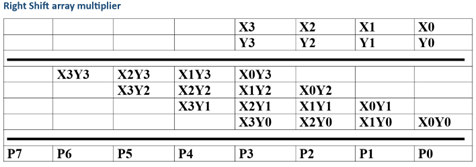 Right Shift array multiplier
X3 X2 X1 X0
Y3 Y2 Y1 Y0
X3Y3 X2Y3 X1Y3 X0Y3
X3Y2 X2Y2 X1Y2 X0Y2
X3Y1 X2Y1 X1Y1 X0Y1
X3Y0 X2Y0 X1Y0 X0Y0
P7 P6 P5 P4 P3 P2 P1 P0